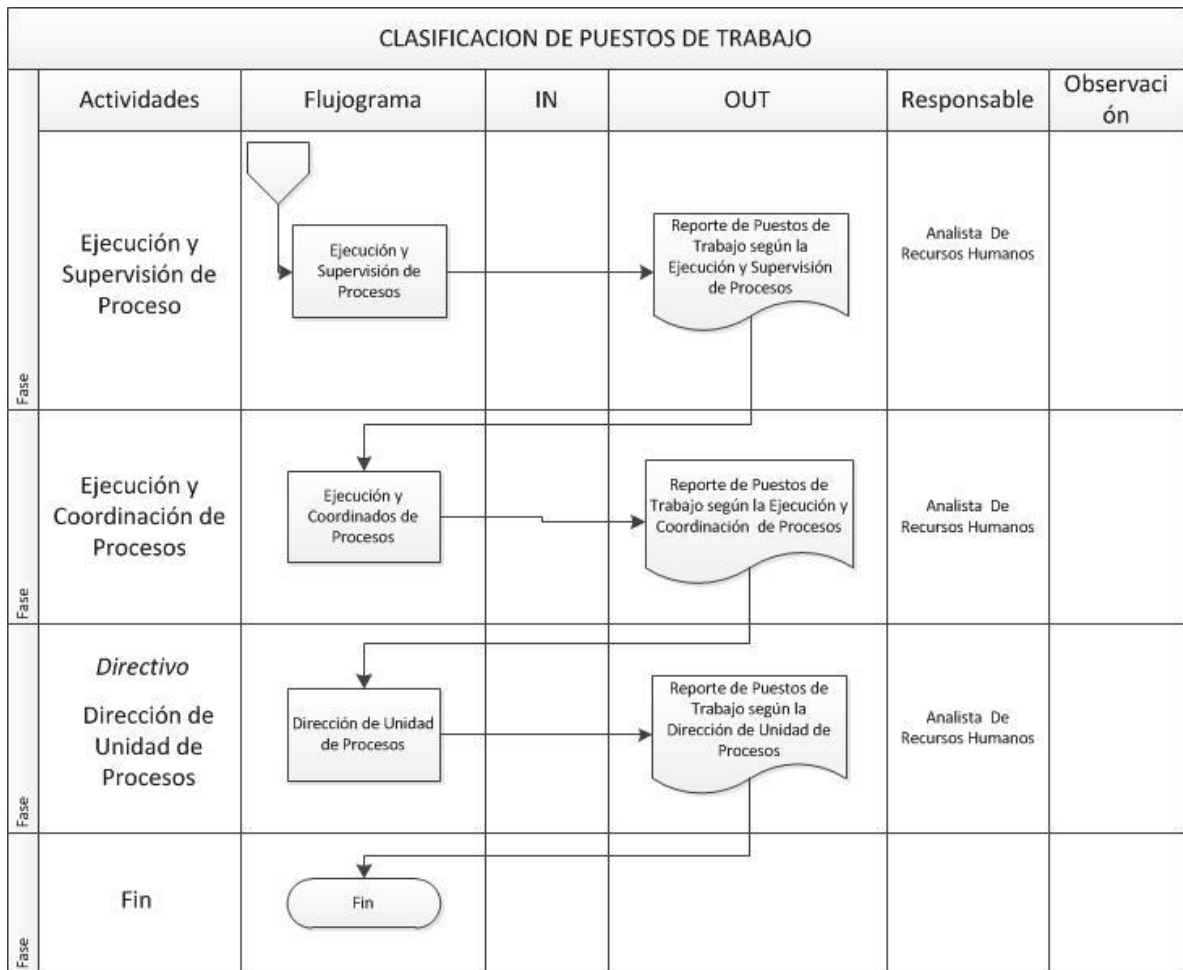 CLASIFICACION DE PUESTOS DE TRABAJO
Actividades
Flujograma
IN
OUT
Responsable
Observaci
ón
Fase
Ejecución y
Supervisión de
Proceso
Ejecución y
Supervisión de
Procesos
Reporte de Puestos de
Trabajo según la
Ejecución y Supervisión
de Procesos
Analista De
Recursos Humanos
Fase
Ejecución y
Coordinación de
Procesos
Ejecución y
Coordinados de
Procesos
Reporte de Puestos de
Trabajo según la Ejecución y
Coordinación de Procesos
Analista De
Recursos Humanos
Fase
Directivo
Dirección de
Unidad de
Procesos
Dirección de Unidad
de Procesos
Reporte de Puestos de
Trabajo según la
Dirección de Unidad de
Procesos
Analista De
Recursos Humanos
Fase
Fin
Fin